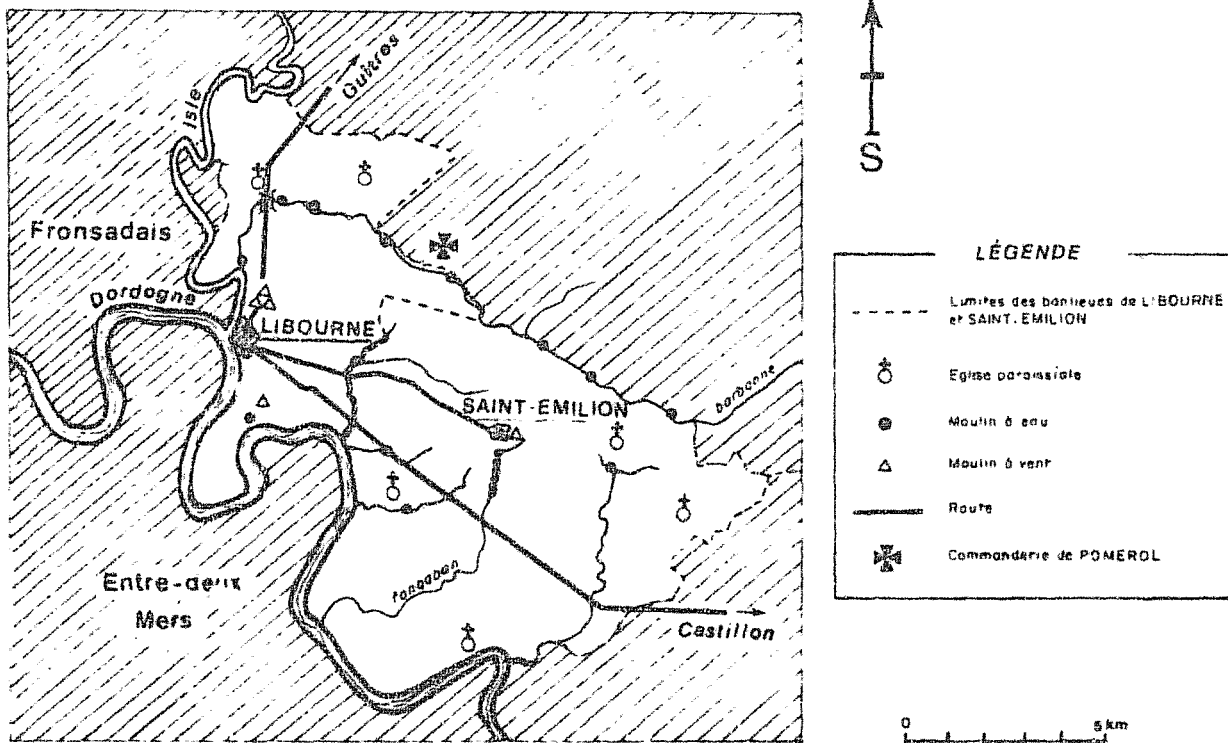 Guîtres
Isle
Fronsadais
Dordogne
LIBOURNE
SAINT-EMILION
barbanne
Entre-deux
Mers
Fongaban
Castillon
S
LÉGENDE
Limites des banlieues de LIBOURNE
et SAINT-EMILION
Eglise paroissiale
Moulin à eau
Moulin à vent
Route
Commanderie de POMEROL
0 5 km